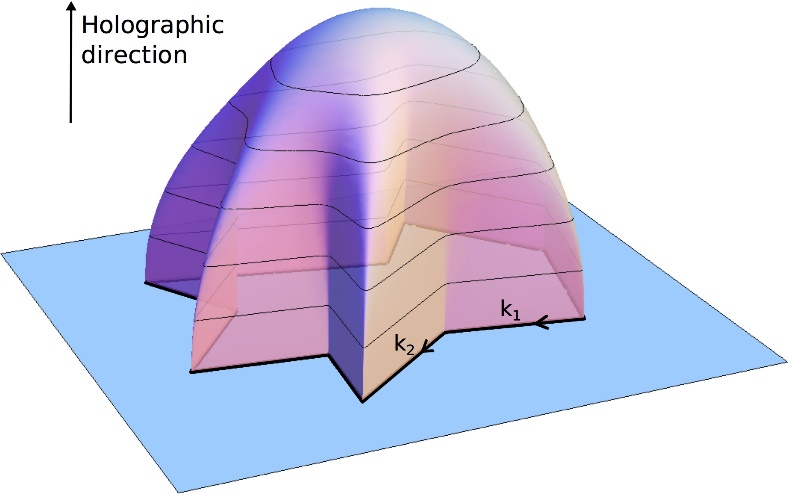 Holographic
direction
k₁
k₂